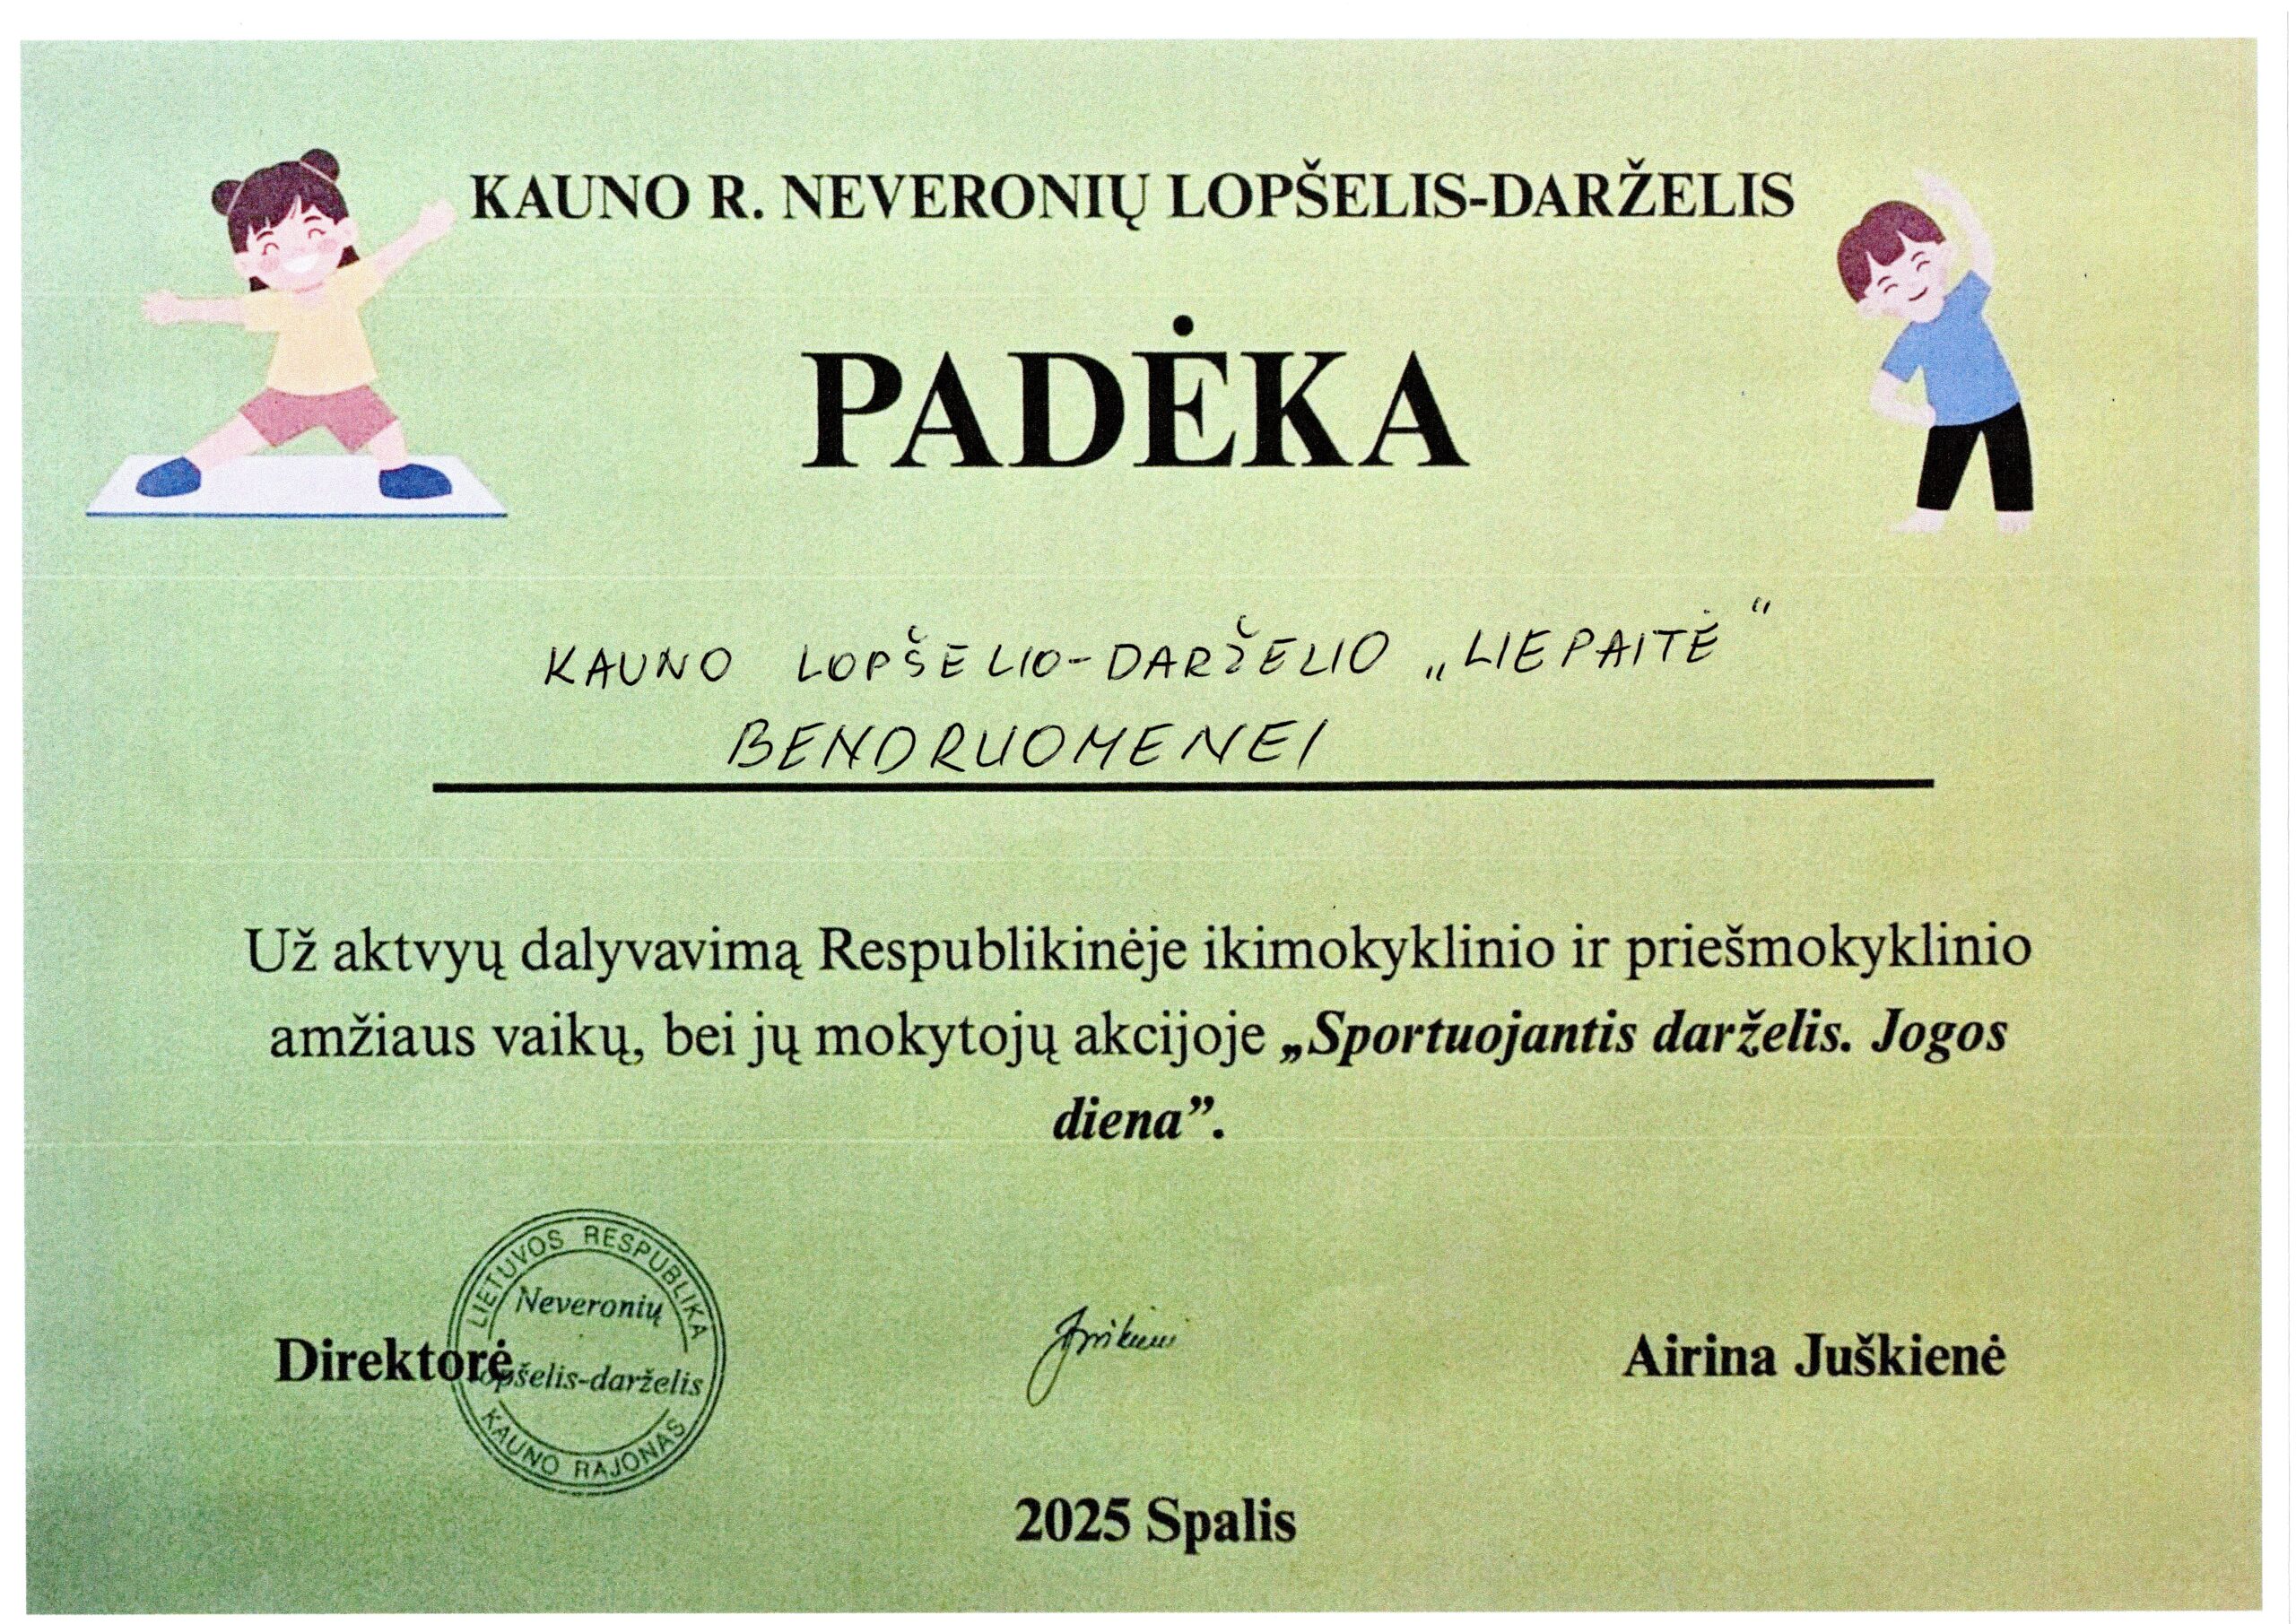 KAUNO R. NEVERONIŲ LOPŠELIS-DARŽELIS
PADĖKA
KAUNO LOPŠELIO-DARŽELIO „LIEPAITĖ“
BENDRUOMENEI
Už aktvyų dalyvavimą Respublikinėje ikimokyklinio ir priešmokyklinio
amžiaus vaikų, bei jų mokytojų akcijoje „Sportuojantis darželis. Jogos
diena”.
LIETUVOS RESPUBLIKA
Neveronių
lopšelis-darželis
KAUNO RAJONAS
Direktorė
Airina Juškienė
2025 Spalis